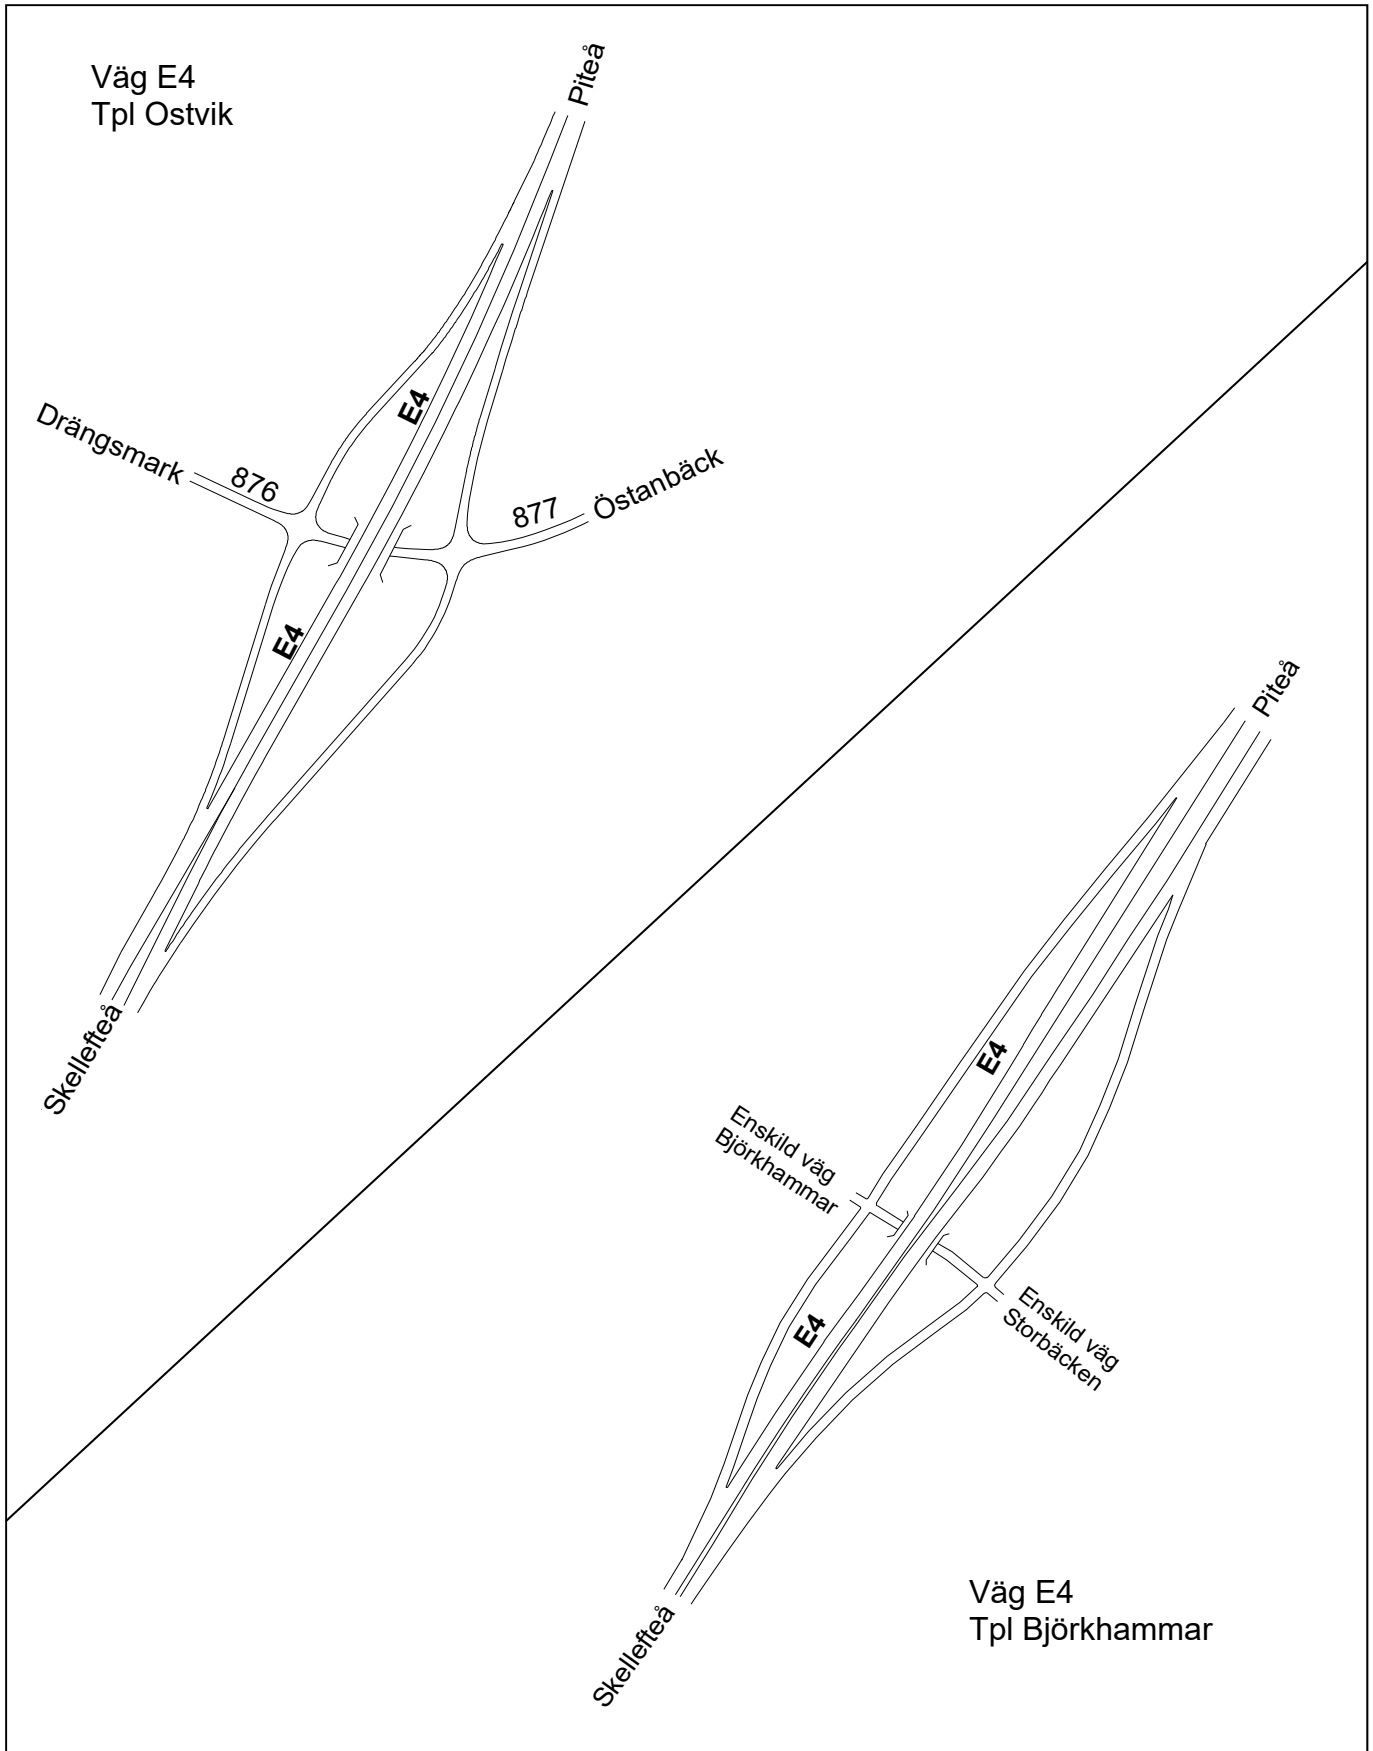 Väg E4
Tpl Ostvik
Piteå
E4
Drängsmark
876
877
Östanbäck
E4
Skellefteå
Piteå
E4
Enskild väg
Björkhammar
Enskild väg
Storbäcken
E4
Skellefteå
Väg E4
Tpl Björkhammar